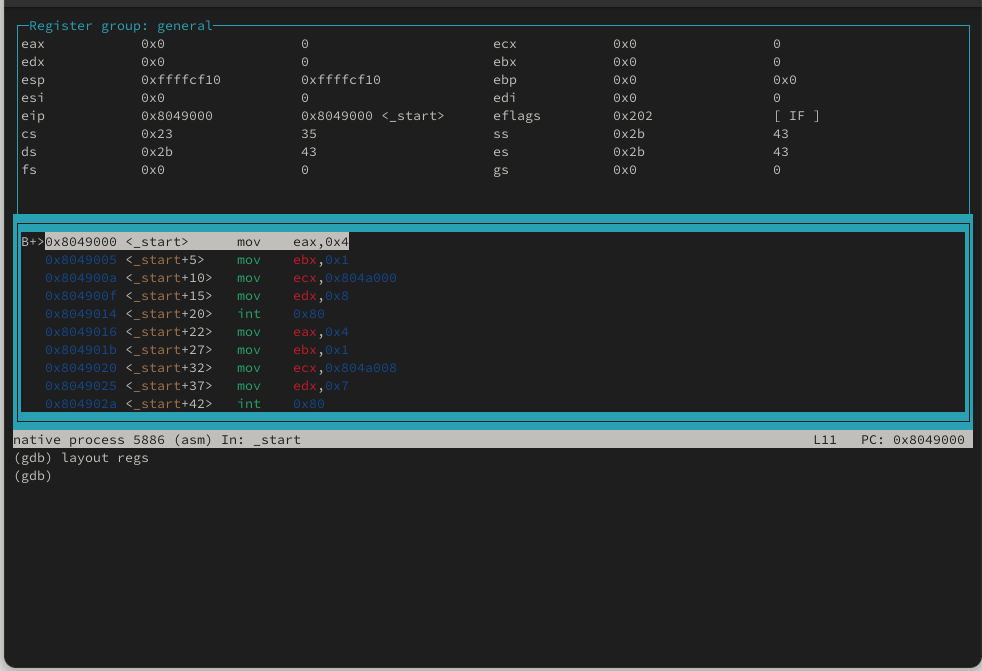 Register group: general
eax 0x0 0 ecx 0x0 0
edx 0x0 0 ebx 0x0 0
esp 0xffffcf10 0xffffcf10 ebp 0x0 0x0
esi 0x0 0 edi 0x0 0
eip 0x8049000 0x8049000 <_start> eflags 0x202 [ IF ]
cs 0x23 35 ss 0x2b 43
ds 0x2b 43 es 0x2b 43
fs 0x0 0 gs 0x0 0
B+>0x8049000 <_start> mov eax,0x4
0x8049005 <_start+5> mov ebx,0x1
0x804900a <_start+10> mov ecx,0x804a000
0x804900f <_start+15> mov edx,0x8
0x8049014 <_start+20> int 0x80
0x8049016 <_start+22> mov eax,0x4
0x804901b <_start+27> mov ebx,0x1
0x8049020 <_start+32> mov ecx,0x804a008
0x8049025 <_start+37> mov edx,0x7
0x804902a <_start+42> int 0x80
native process 5886 (asm) In: _start L11 PC: 0x8049000
(gdb) layout regs
(gdb)